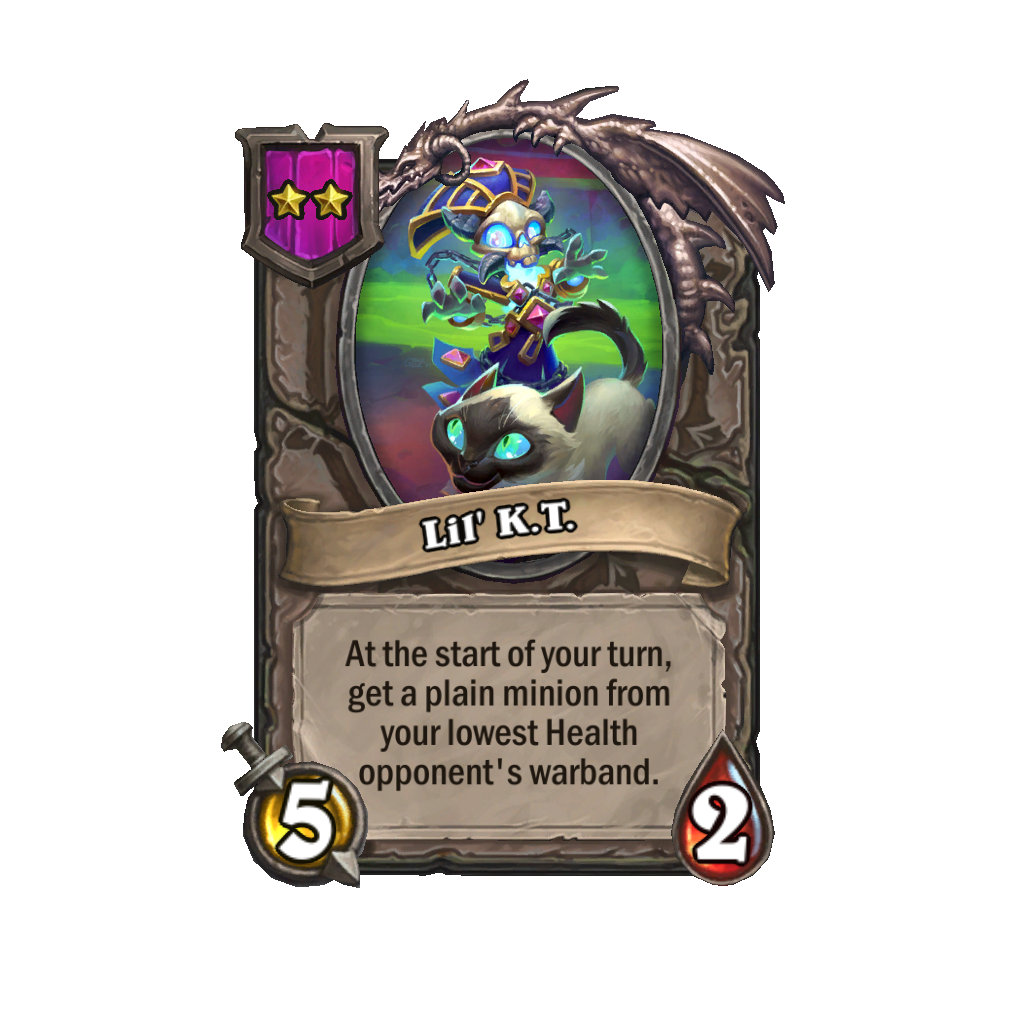 Lil' K.T.
At the start of your turn,
get a plain minion from
your lowest Health
opponent's warband.
5
2